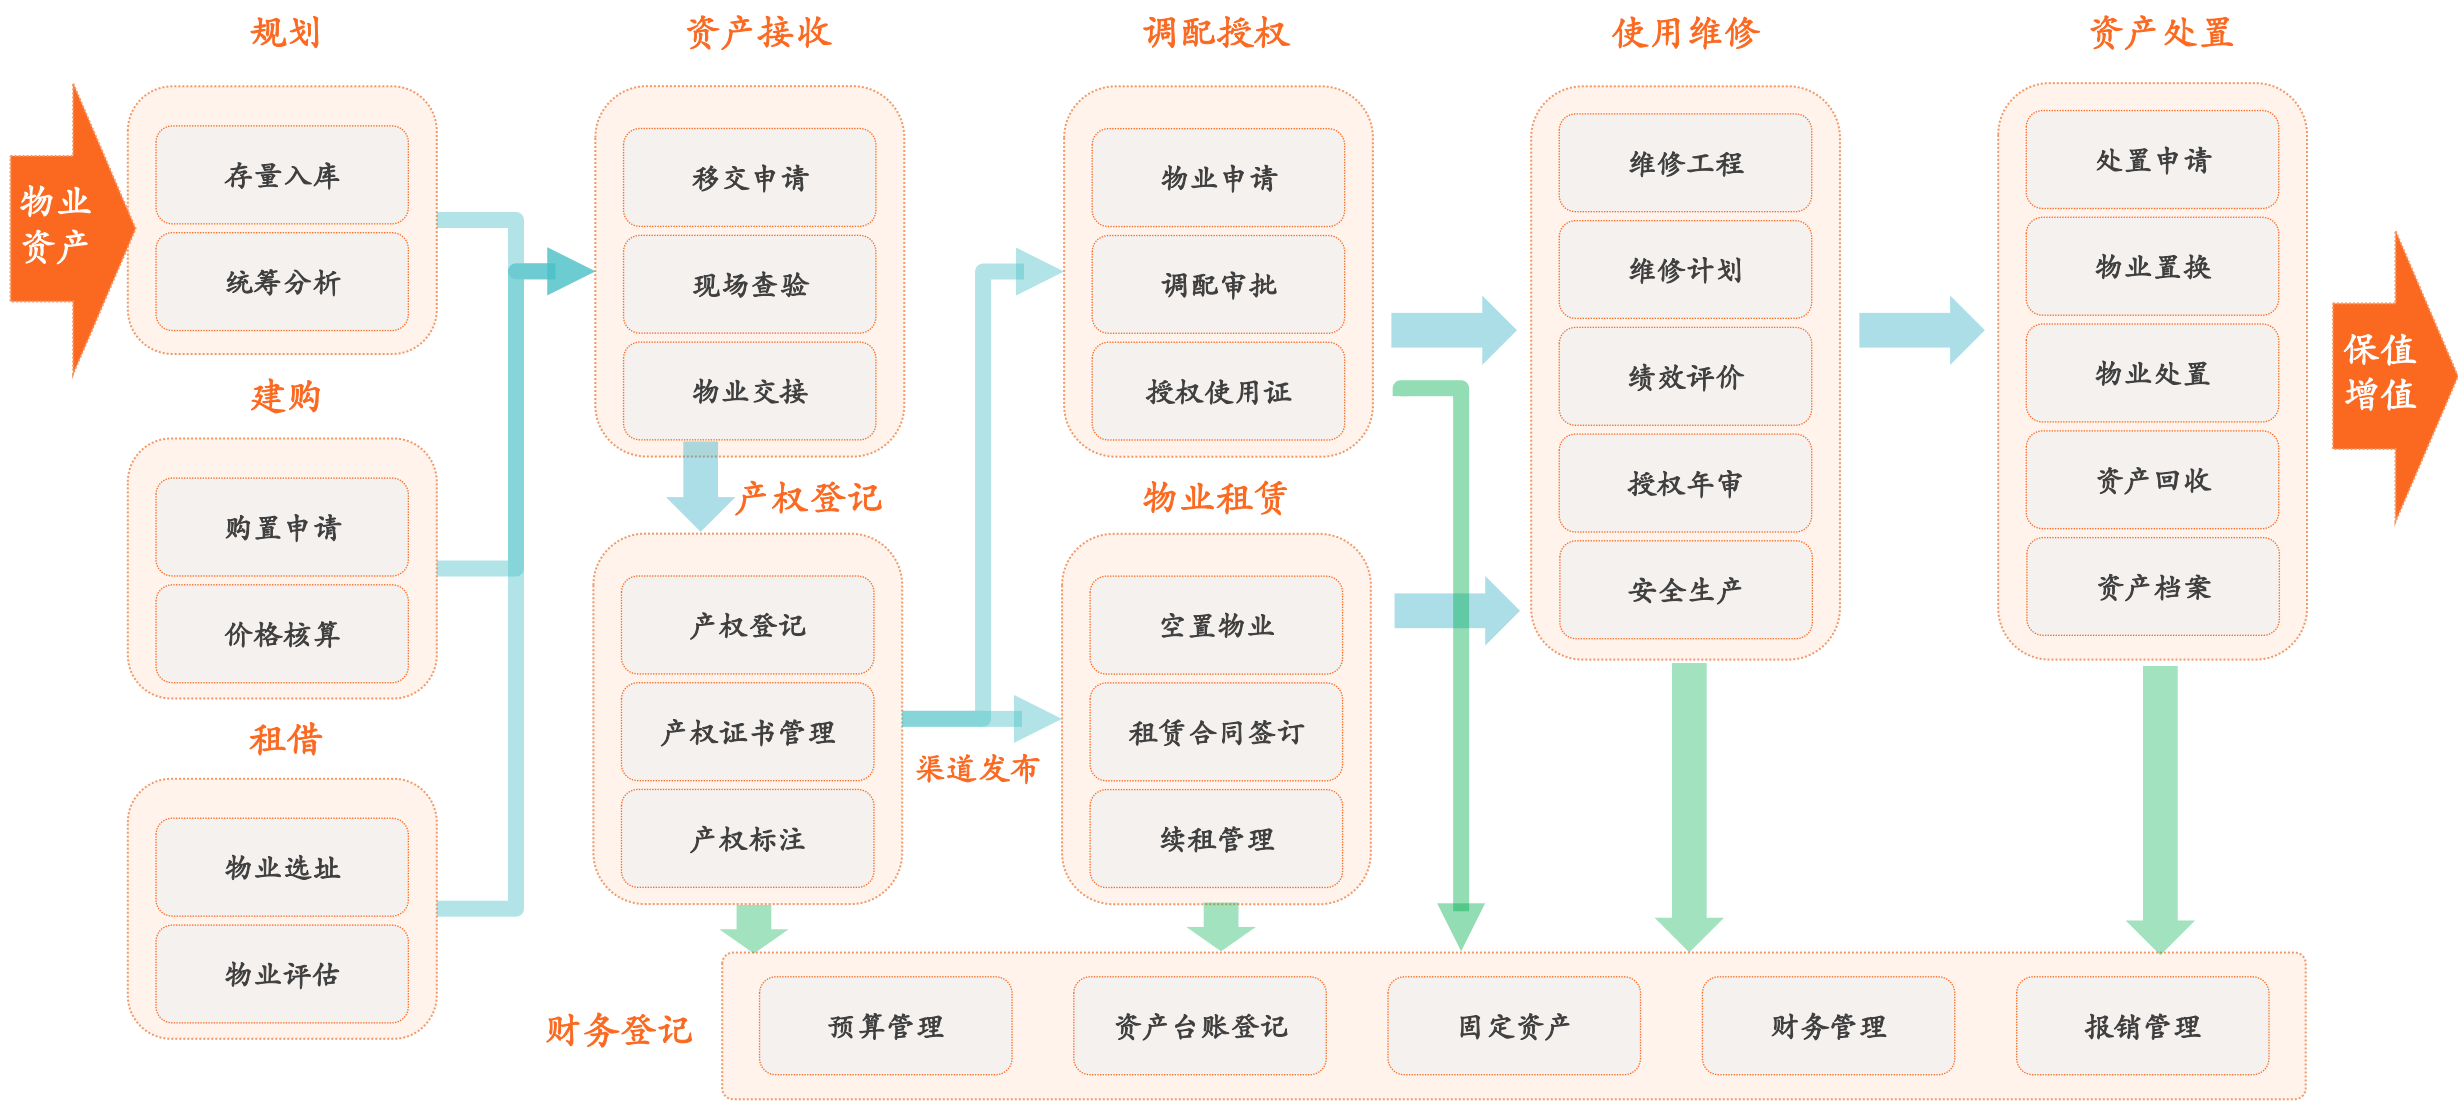 规划
资产接收
调配授权
使用维修
资产处置
物业
资产
存量入库
统筹分析
建购
购置申请
价格核算
租借
物业选址
物业评估
移交申请
现场查验
物业交接
产权登记
产权登记
产权证书管理
产权标注
渠道发布
物业申请
调配审批
授权使用证
物业租赁
空置物业
租赁合同签订
续租管理
维修工程
维修计划
绩效评价
授权年审
安全生产
处置申请
物业置换
物业处置
资产回收
资产档案
保值
增值
财务登记
预算管理
资产台账登记
固定资产
财务管理
报销管理